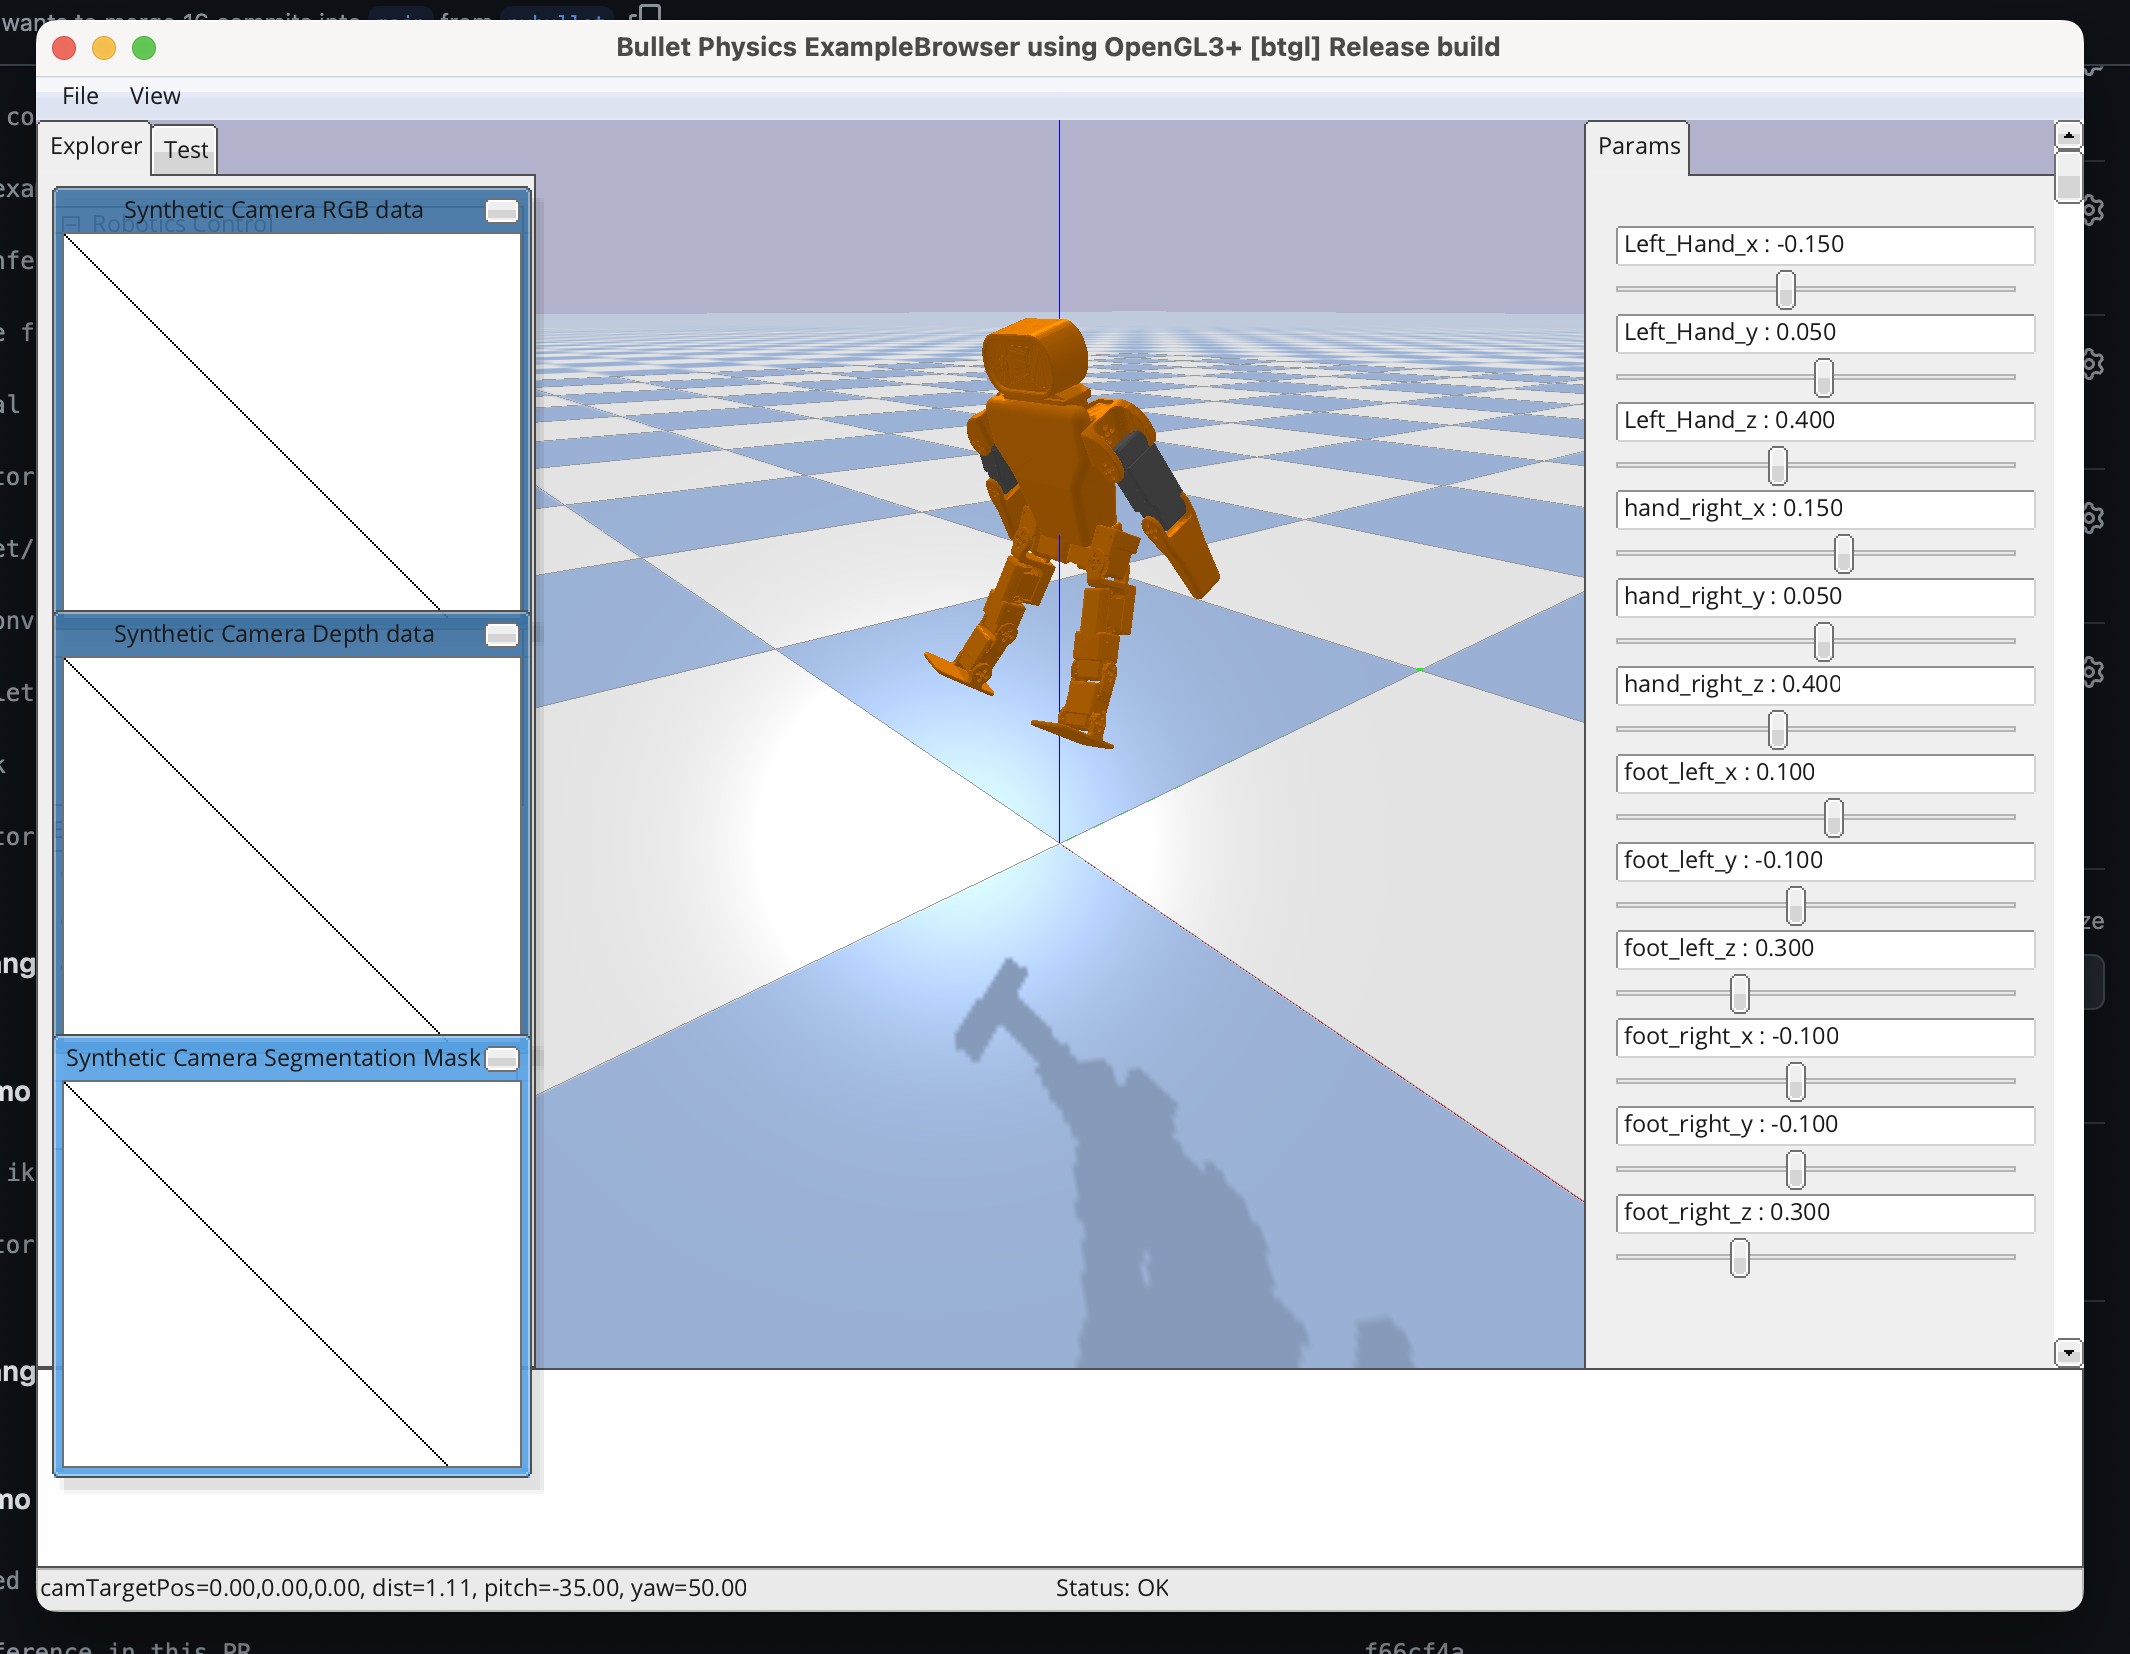 Bullet Physics ExampleBrowser using OpenGL3+ [btgl] Release build
File View
Explorer Test
Params
Synthetic Camera RGB data
Robotics Control
Synthetic Camera Depth data
Synthetic Camera Segmentation Mask
Left_Hand_x : -0.150
Left_Hand_y : 0.050
Left_Hand_z : 0.400
hand_right_x : 0.150
hand_right_y : 0.050
hand_right_z : 0.400
foot_left_x : 0.100
foot_left_y : -0.100
foot_left_z : 0.300
foot_right_x : -0.100
foot_right_y : -0.100
foot_right_z : 0.300
camTargetPos=0.00,0.00,0.00, dist=1.11, pitch=-35.00, yaw=50.00
Status: OK
in this PR
f66cf4a